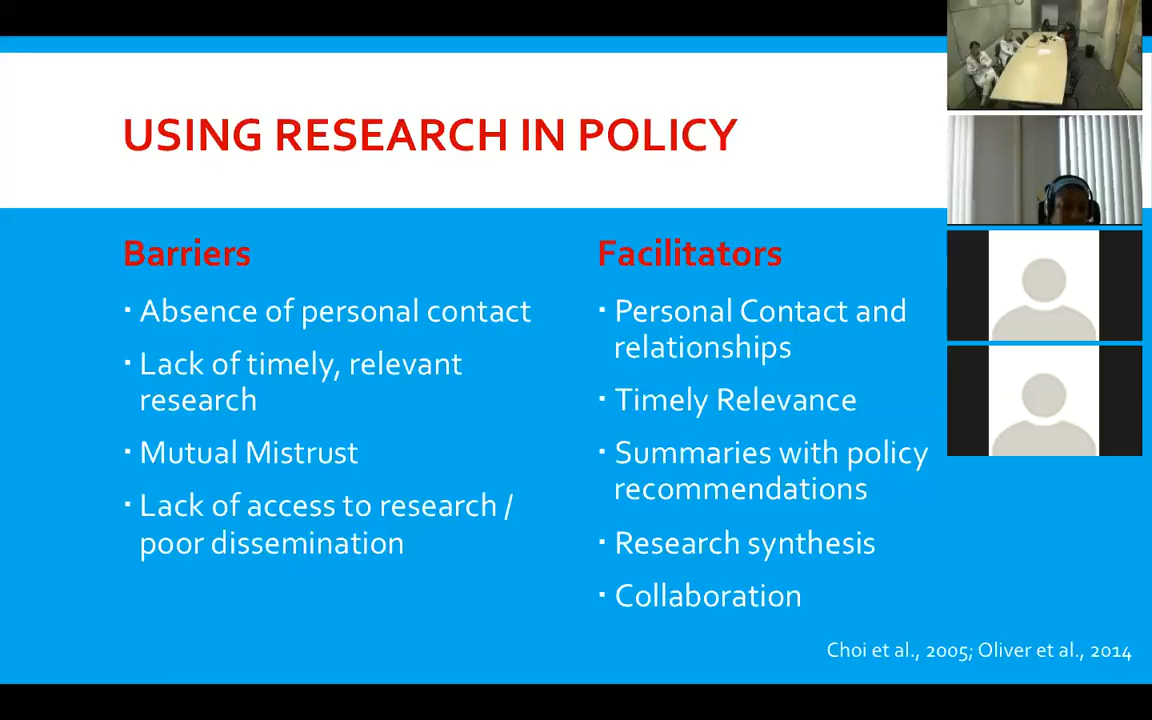 USING RESEARCH IN POLICY
Barriers
▪ Absence of personal contact
▪ Lack of timely, relevant
research
▪ Mutual Mistrust
▪ Lack of access to research /
poor dissemination
Facilitators
▪ Personal Contact and
relationships
▪ Timely Relevance
▪ Summaries with policy
recommendations
▪ Research synthesis
▪ Collaboration
Choi et al., 2005; Oliver et al., 2014